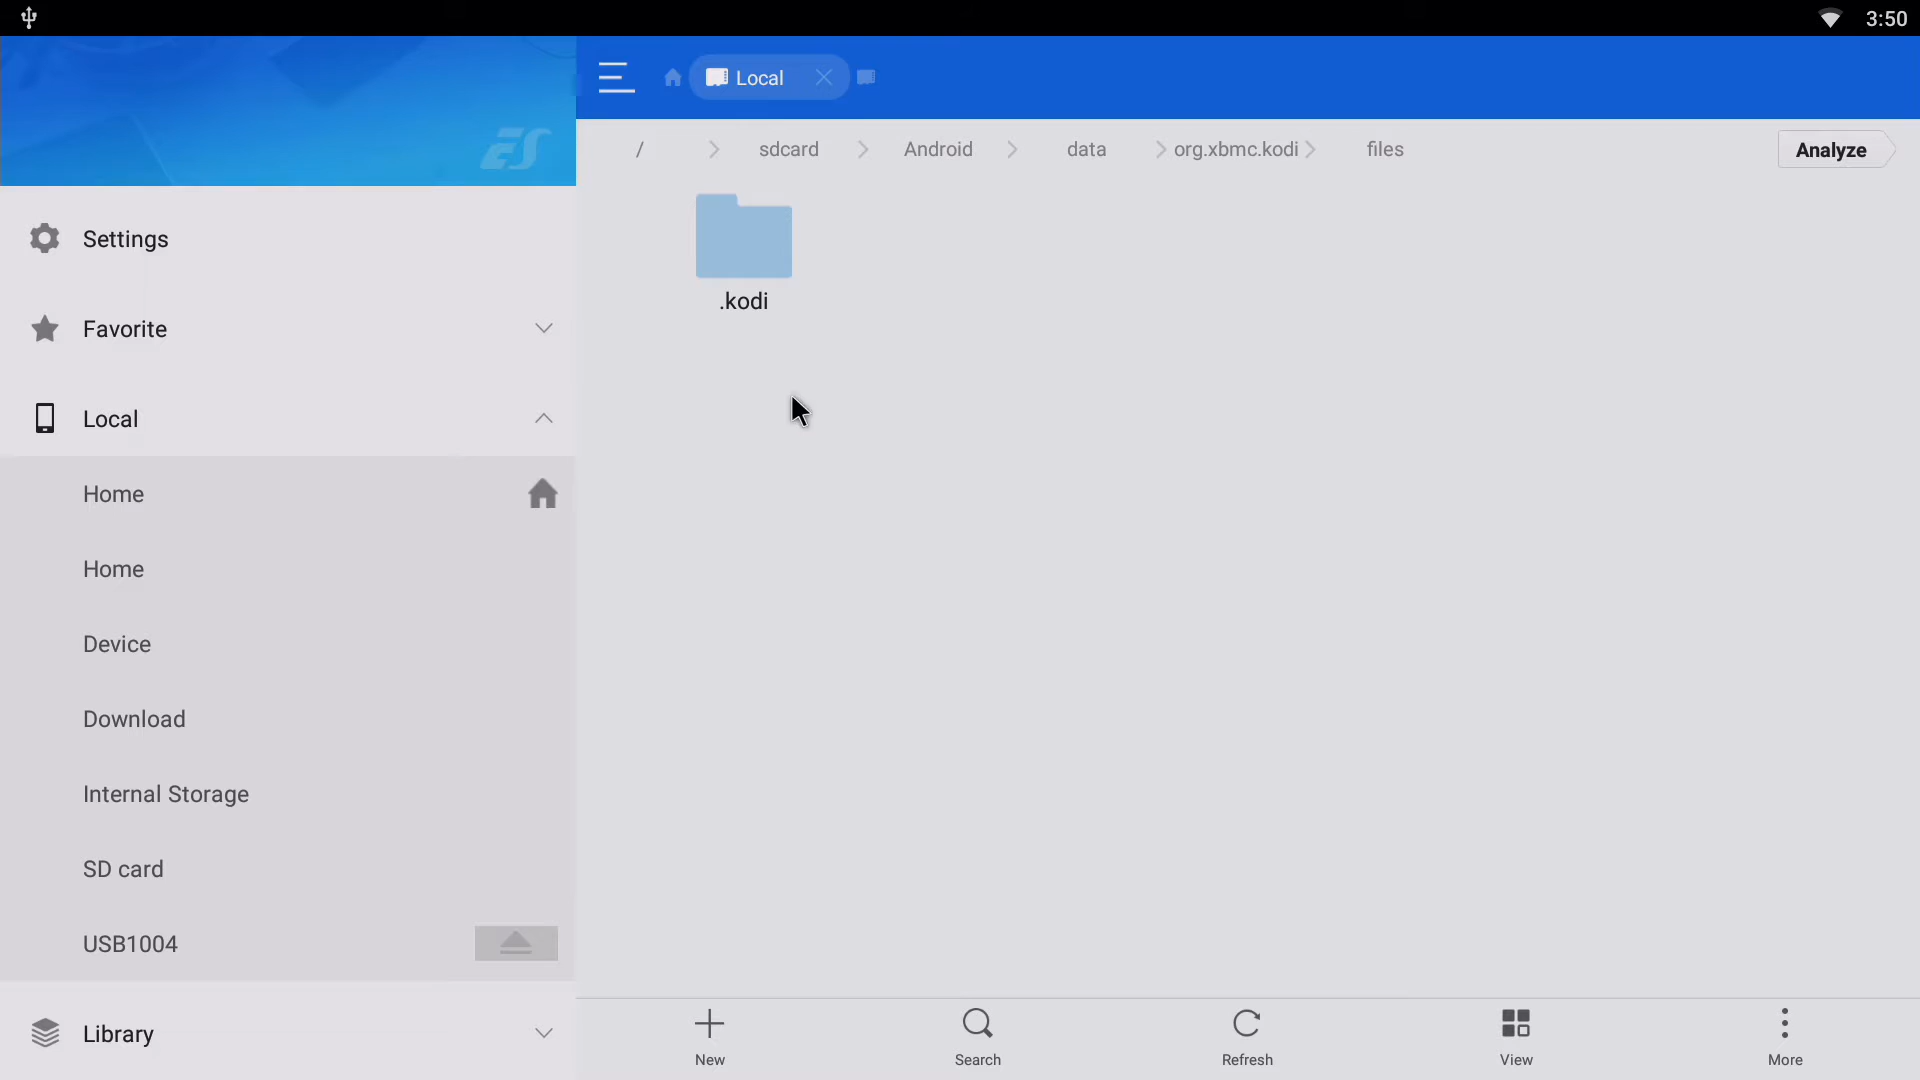 3:50
ES
Local
/ sdcard Android data org.xbmc.kodi files
Analyze
.kodi
Settings
Favorite
Local
Home
Home
Device
Download
Internal Storage
SD card
USB1004
Library
New Search Refresh View More